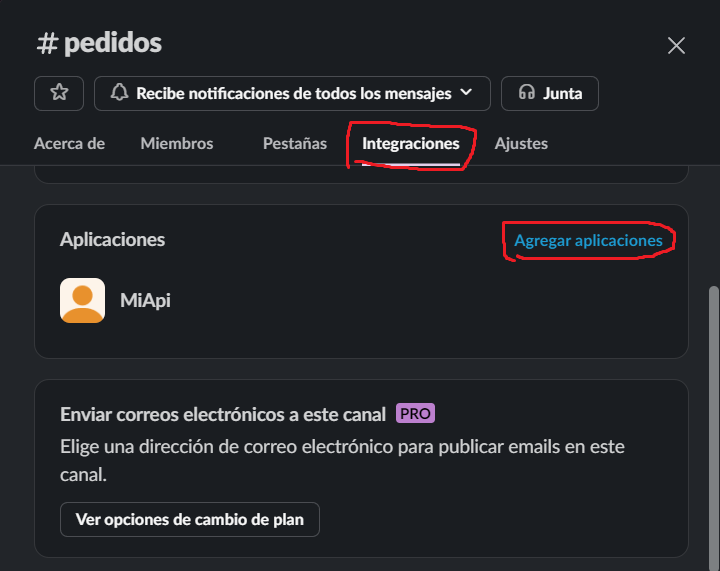 # pedidos
Recibe notificaciones de todos los mensajes
Junta
Acerca de
Miembros
Pestañas
Integraciones
Ajustes
Aplicaciones
Agregar aplicaciones
MiApi
Enviar correos electrónicos a este canal PRO
Elige una dirección de correo electrónico para publicar emails en este
canal.
Ver opciones de cambio de plan